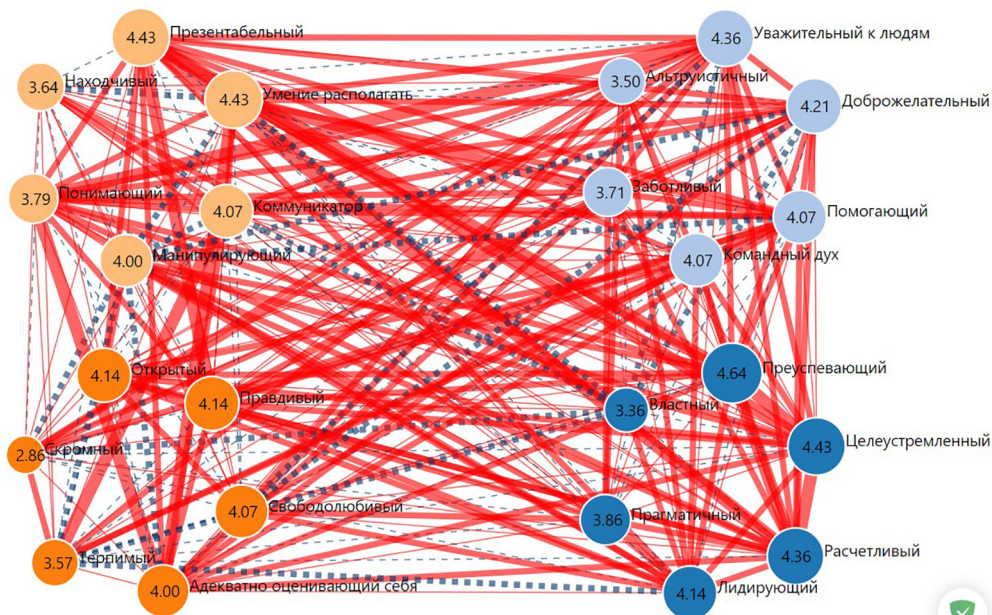 4.43 Презентабельный
3.64 Находчивый
4.43 Умение располагать
3.79 Понимающий
4.07 Коммуникатор
4.00 Манипулирующий
4.36 Уважительный к людям
3.50 Альтруистичный
4.21 Доброжелательный
3.71 Заботливый
4.07 Помогающий
4.07 Командный дух
4.14 Открытый
4.14 Правдивый
2.86 Скромный
4.07 Свободолюбивый
3.57 Терпимый
4.00 Адекватно оценивающий себя
4.64 Преуспевающий
3.36 Властный
4.43 Целеустремленный
3.86 Прагматичный
4.36 Расчетливый
4.14 Лидирующий